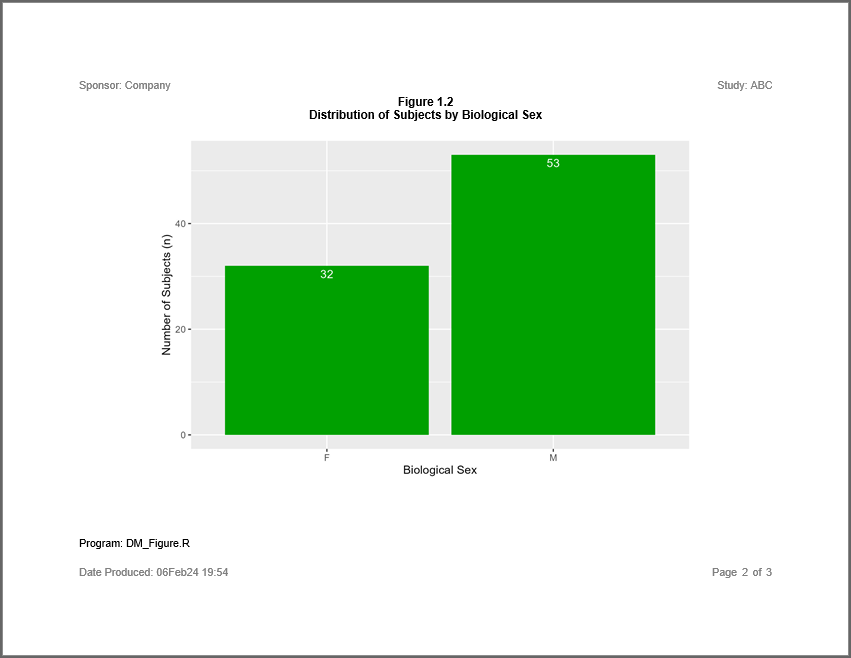 Sponsor: Company Study: ABC
Figure 1.2
Distribution of Subjects by Biological Sex
53
40
32
Number of Subjects (n)
20
0
F M
Biological Sex
Program: DM_Figure.R
Date Produced: 06Feb24 19:54 Page 2 of 3